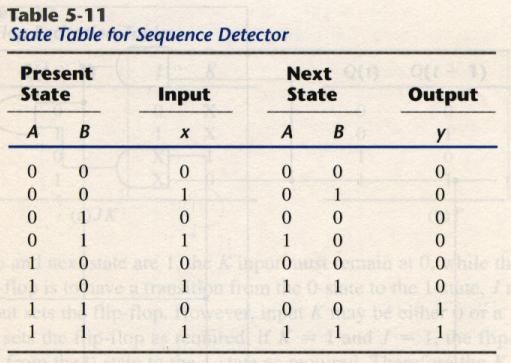 Table 5-11
State Table for Sequence Detector
Present State Input Next State Output
A B x A B y
0 0 0 0 0 0
0 0 1 0 1 0
0 1 0 0 0 0
0 1 1 1 0 0
1 0 0 0 0 0
1 0 1 1 1 0
1 1 0 0 0 1
1 1 1 1 1 1